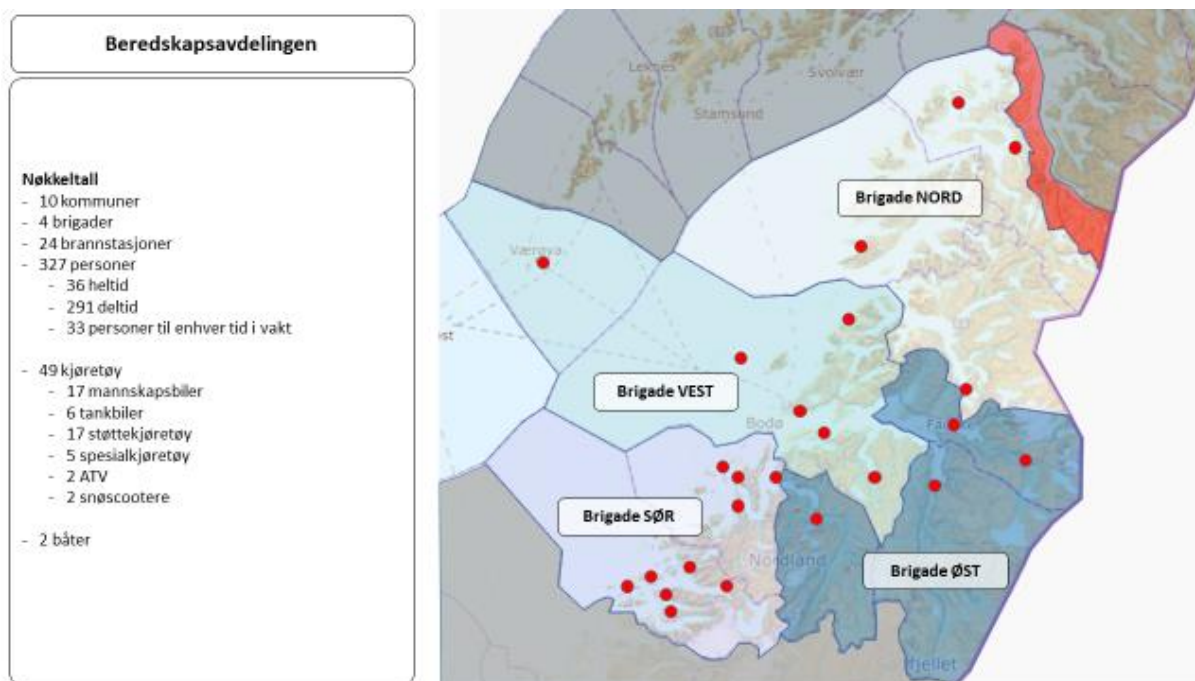 Beredskapsavdelingen
Nøkkeltall
- 10 kommuner
- 4 brigader
- 24 brannstasjoner
- 327 personer
- 36 heltid
- 291 deltid
- 33 personer til enhver tid i vakt
- 49 kjøretøy
- 17 mannskapsbiler
- 6 tankbiler
- 17 støttekjøretøy
- 5 spesialkjøretøy
- 2 ATV
- 2 snøscootere
- 2 båter
Leknes
Svolvær
Stamsund
Brigade NORD
Værøya
Brigade VEST
Bodø
Brigade SØR
Nordland
Brigade ØST
fjellet